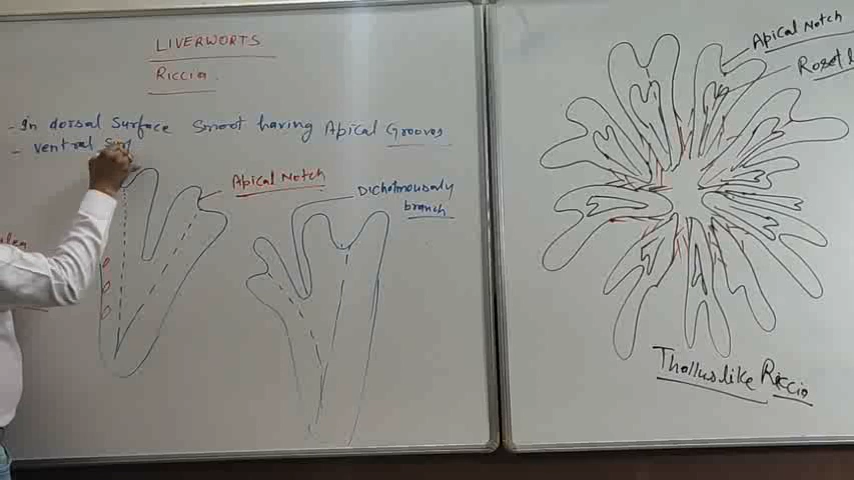 LIVERWORTS
Riccia.
- In dorsal Surface Smoot having Apical Grooves
- Ventral Sur
Apical Notch
Dichotmously
branch
Apical Notch
Roset
Thallus like Riccia